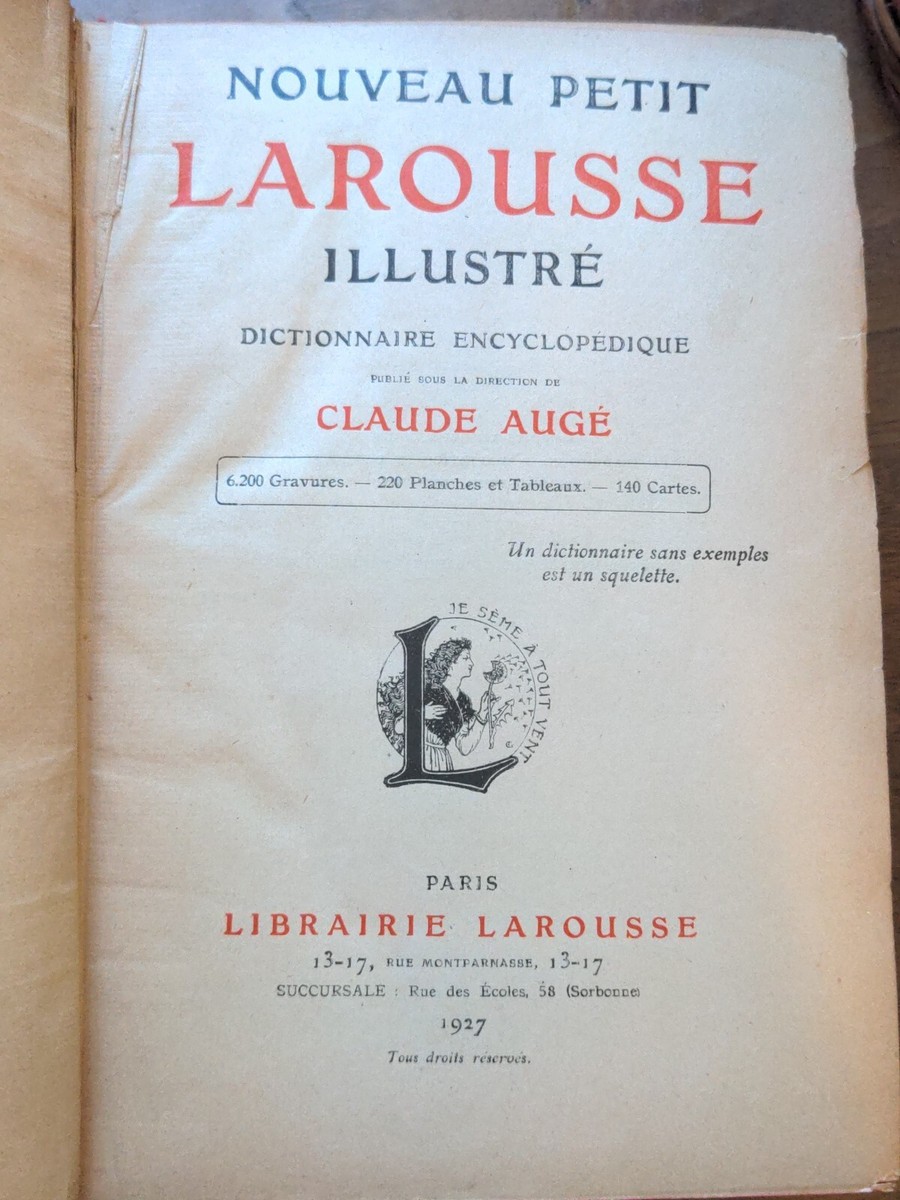 NOUVEAU PETIT
LAROUSSE
ILLUSTRÉ
DICTIONNAIRE ENCYCLOPÉDIQUE
PUBLIÉ SOUS LA DIRECTION DE
CLAUDE AUGÉ
6.200 Gravures. — 220 Planches et Tableaux. — 140 Cartes.
Un dictionnaire sans exemples
est un squelette.
JE SÈME À TOUT VENT
L
PARIS
LIBRAIRIE LAROUSSE
13-17, RUE MONTPARNASSE, 13-17
SUCCURSALE : Rue des Écoles, 58 (Sorbonne)
1927
Tous droits réservés.